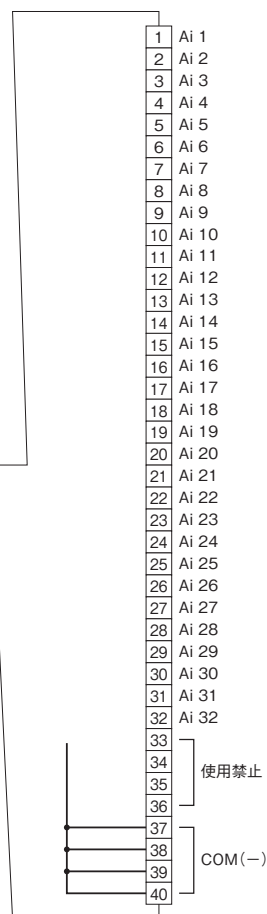 1 Ai 1
2 Ai 2
3 Ai 3
4 Ai 4
5 Ai 5
6 Ai 6
7 Ai 7
8 Ai 8
9 Ai 9
10 Ai 10
11 Ai 11
12 Ai 12
13 Ai 13
14 Ai 14
15 Ai 15
16 Ai 16
17 Ai 17
18 Ai 18
19 Ai 19
20 Ai 20
21 Ai 21
22 Ai 22
23 Ai 23
24 Ai 24
25 Ai 25
26 Ai 26
27 Ai 27
28 Ai 28
29 Ai 29
30 Ai 30
31 Ai 31
32 Ai 32
33
34
使用禁止
35
36
37
38
COM(－)
39
40